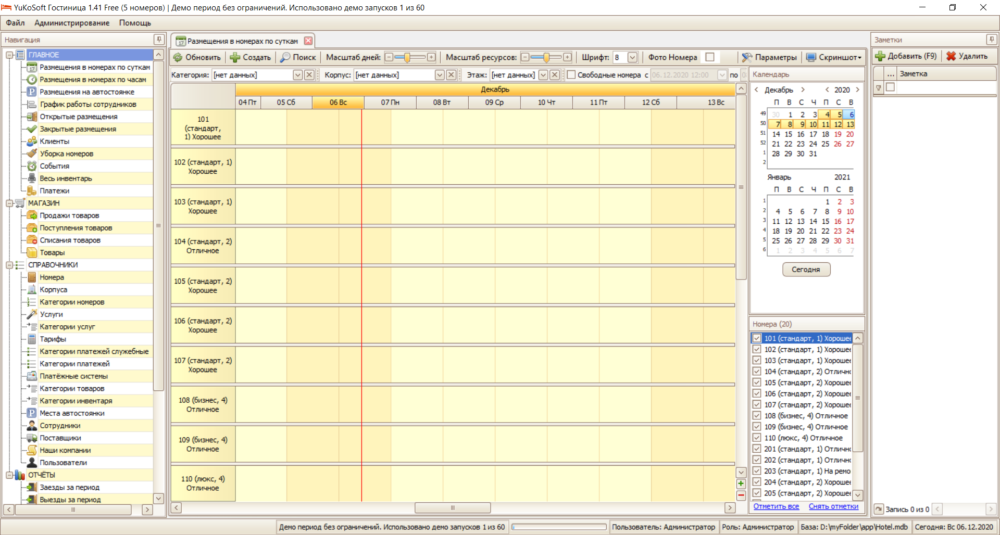 YuKoSoft Гостиница 1.41 Free (5 номеров) | Демо период без ограничений. Использовано демо запусков 1 из 60
Файл Администрирование Помощь
Навигация
ГЛАВНОЕ
Размещения в номерах по суткам
Размещения в номерах по часам
Размещения на автостоянке
График работы сотрудников
Открытые размещения
Закрытые размещения
Клиенты
Уборка номеров
События
Весь инвентарь
Платежи
МАГАЗИН
Продажи товаров
Поступления товаров
Списания товаров
Товары
СПРАВОЧНИКИ
Номера
Корпуса
Категории номеров
Услуги
Категории услуг
Тарифы
Категории платежей служебные
Категории платежей
Платёжные системы
Категории товаров
Категории инвентаря
Места автостоянки
Сотрудники
Поставщики
Наши компании
Пользователи
ОТЧЁТЫ
Заезды за период
Выезды за период
17 Размещения в номерах по суткам
Обновить Создать Поиск Масштаб дней: Масштаб ресурсов: Шрифт: 8 Фото Номера Параметры Скриншот
Категория: [нет данных] Корпус: [нет данных] Этаж: [нет данных] Свободные номера с 06.12.2020 12:00 по
Декабрь
04 Пт 05 Сб 06 Вс 07 Пн 08 Вт 09 Ср 10 Чт 11 Пт 12 Сб 13 Вс
101
(стандарт,
1) Хорошее
102 (стандарт, 1)
Хорошее
103 (стандарт, 1)
Хорошее
104 (стандарт, 2)
Отличное
105 (стандарт, 2)
Хорошее
106 (стандарт, 2)
Хорошее
107 (стандарт, 2)
Хорошее
108 (бизнес, 4)
Отличное
109 (бизнес, 4)
Отличное
110 (люкс, 4)
Отличное
Календарь
Декабрь 2020
П В С Ч П С В
49 30 1 2 3 4 5 6
50 7 8 9 10 11 12 13
51 14 15 16 17 18 19 20
52 21 22 23 24 25 26 27
1 28 29 30 31
2
Январь 2021
П В С Ч П С В
1 1 2 3
2 4 5 6 7 8 9 10
3 11 12 13 14 15 16 17
4 18 19 20 21 22 23 24
5 25 26 27 28 29 30 31
6 1 2 3 4 5 6 7
Сегодня
Номера (20)
101 (стандарт, 1) Хорошее
102 (стандарт, 1) Хорошее
103 (стандарт, 1) Хорошее
104 (стандарт, 2) Отличн
105 (стандарт, 2) Хорошее
106 (стандарт, 2) Хорошее
107 (стандарт, 2) Хорошее
108 (бизнес, 4) Отличное
109 (бизнес, 4) Отличное
110 (люкс, 4) Отличное
201 (стандарт, 1) Отличн
202 (стандарт, 1) Отличн
203 (стандарт, 1) На ремо
204 (стандарт, 2) Хорошее
205 (стандарт, 2) Хорошее
Отметить все Снять отметки
Заметки
Добавить (F9) Удалить
... Заметка
Запись 0 из 0
Демо период без ограничений. Использовано демо запусков 1 из 60 Пользователь: Администратор Роль: Администратор База: D:\myFolder\app\Hotel.mdb Сегодня: Вс 06.12.2020